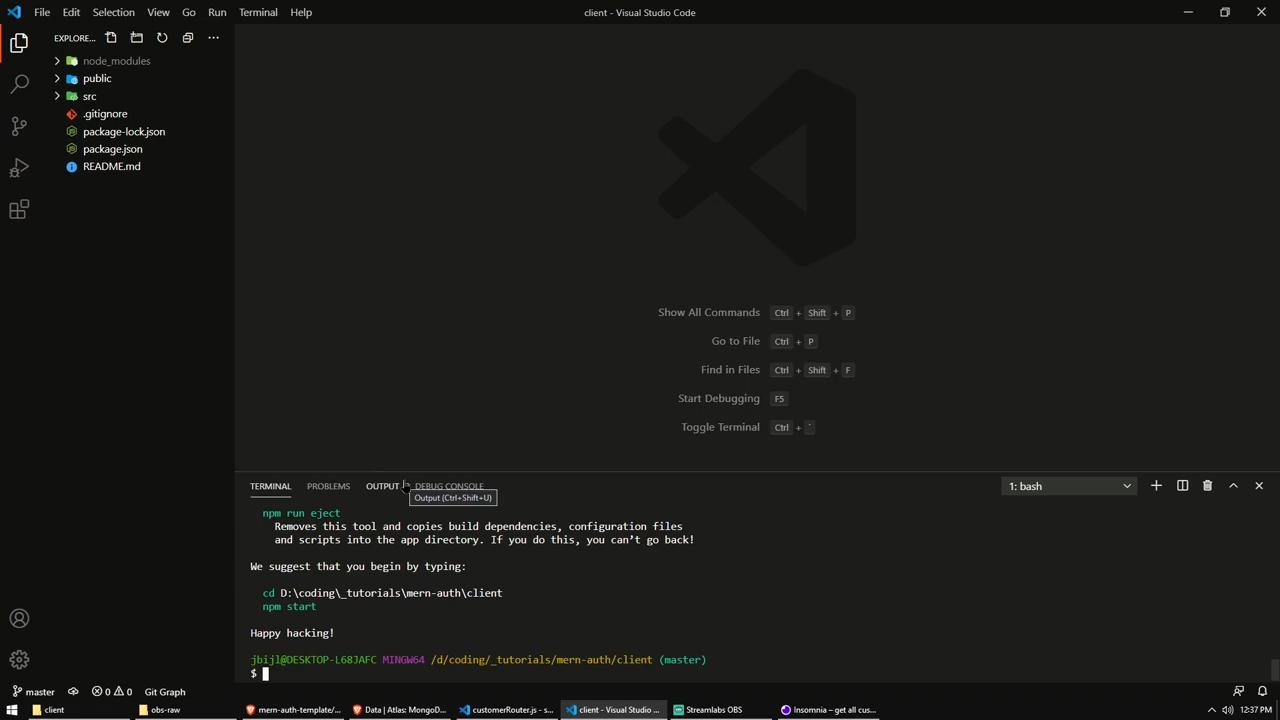 File Edit Selection View Go Run Terminal Help
client - Visual Studio Code
EXPLORE...
node_modules
public
src
.gitignore
package-lock.json
package.json
README.md
Show All Commands Ctrl + Shift + P
Go to File Ctrl + P
Find in Files Ctrl + Shift + F
Start Debugging F5
Toggle Terminal Ctrl + `
TERMINAL PROBLEMS OUTPUT DEBUG CONSOLE 1: bash
Output (Ctrl+Shift+U)
npm run eject
Removes this tool and copies build dependencies, configuration files
and scripts into the app directory. If you do this, you can’t go back!
We suggest that you begin by typing:
cd D:\coding\_tutorials\mern-auth\client
npm start
Happy hacking!
jbijl@DESKTOP-L68JAFC MINGW64 /d/coding/_tutorials/mern-auth/client (master)
$
master 0 0 Git Graph
client obs-raw mern-auth-template/... Data | Atlas: MongoD... customerRouter.js - s... client - Visual Studio ... Streamlabs OBS Insomnia – get all cus... 12:37 PM